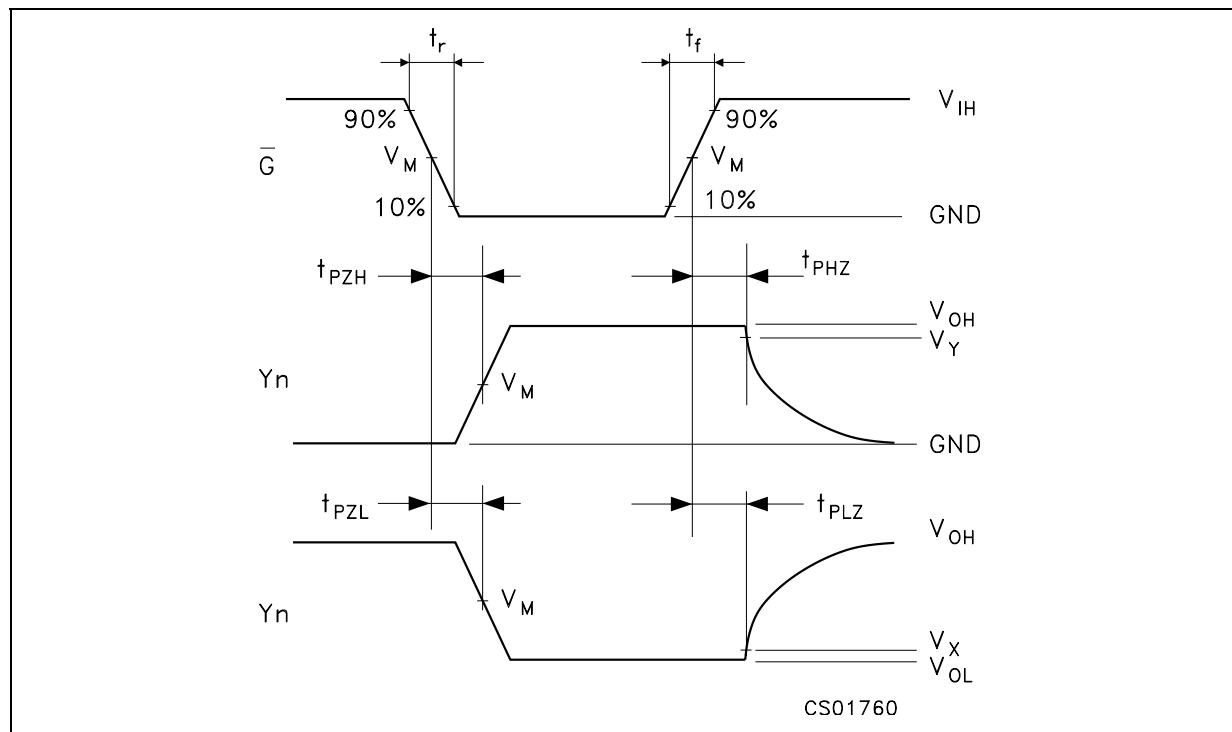 tr tf
90% 90% VIH
G̅ VM VM
10% 10% GND
tPZH tPHZ
VOH
VY
Yn VM
GND
tPZL tPLZ
VOH
Yn VM
VX
VOL
CS01760